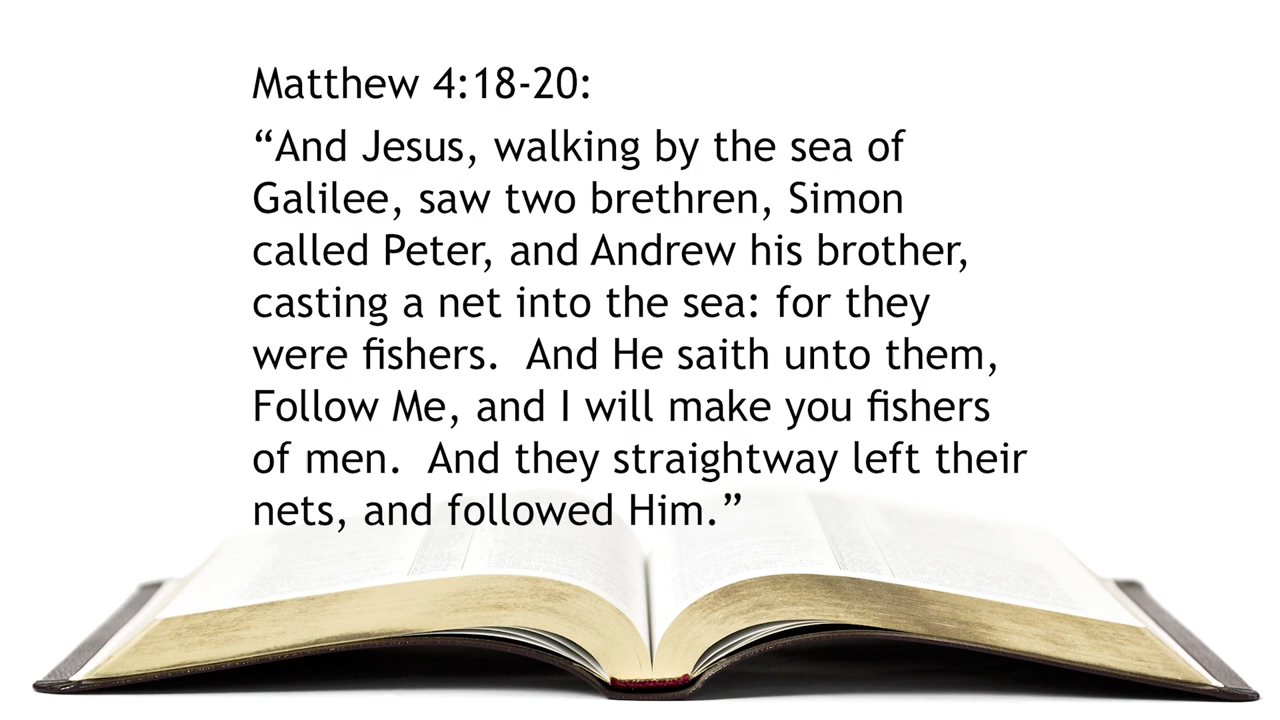 Matthew 4:18-20:
“And Jesus, walking by the sea of
Galilee, saw two brethren, Simon
called Peter, and Andrew his brother,
casting a net into the sea: for they
were fishers.  And He saith unto them,
Follow Me, and I will make you fishers
of men.  And they straightway left their
nets, and followed Him.”